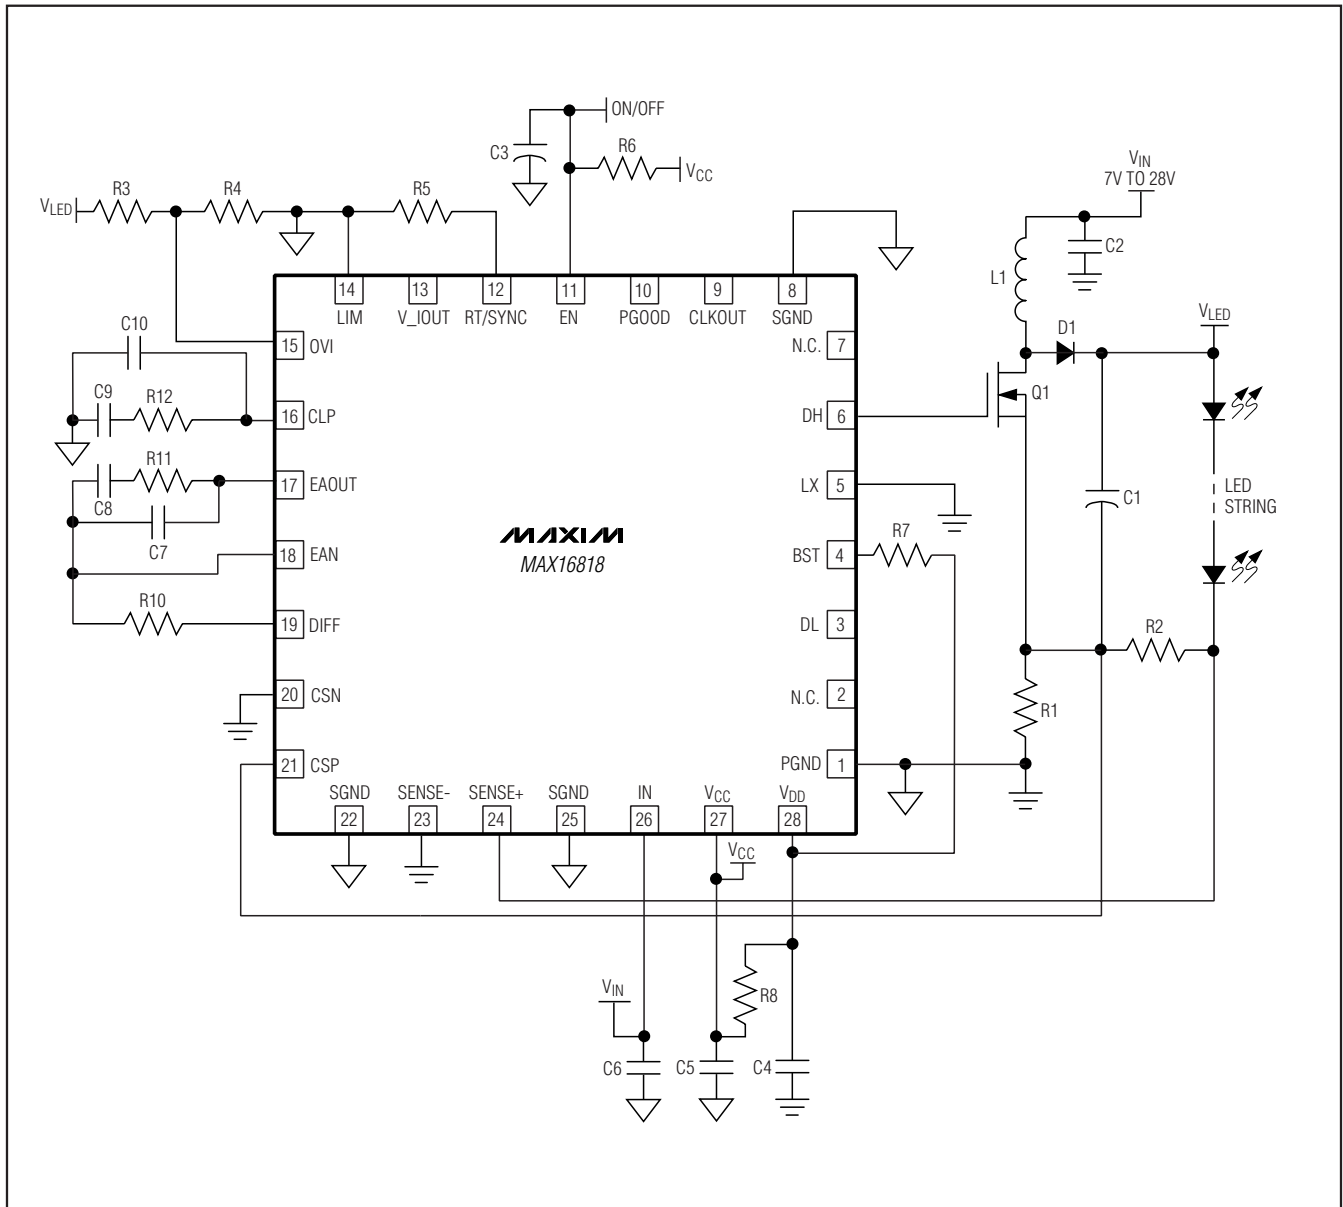 ON/OFF
C3
R6
VCC
VIN
7V TO 28V
VLED
R3
R4
R5
C2
L1
14
13
12
11
10
9
8
LIM
V_IOUT
RT/SYNC
EN
PGOOD
CLKOUT
SGND
VLED
C10
D1
15 OVI
N.C. 7
C9
R12
Q1
16 CLP
DH 6
R11
C8
17 EAOUT
LX 5
LED
STRING
C1
C7
MAXIM
MAX16818
R7
18 EAN
BST 4
R10
19 DIFF
DL 3
R2
20 CSN
N.C. 2
R1
21 CSP
PGND 1
SGND
SENSE-
SENSE+
SGND
IN
VCC
VDD
22
23
24
25
26
27
28
VCC
VIN
R8
C6
C5
C4